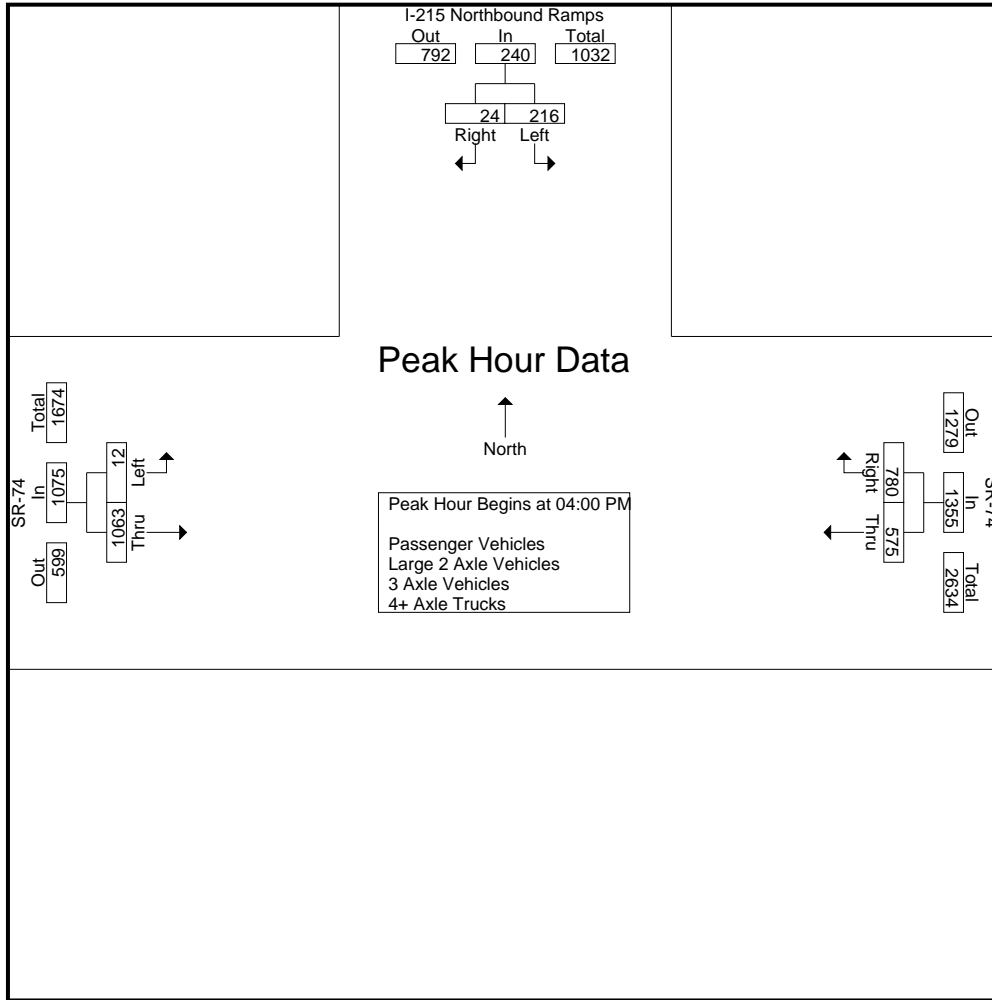 I-215 Northbound Ramps
Out In Total
792 240 1032
24 216
Right Left
Peak Hour Data
North
Peak Hour Begins at 04:00 PM
Passenger Vehicles
Large 2 Axle Vehicles
3 Axle Vehicles
4+ Axle Trucks
SR-74
Out In Total
599 1075 1674
1063 12
Thru Left
SR-74
Out In Total
1279 1355 2634
780 575
Right Thru